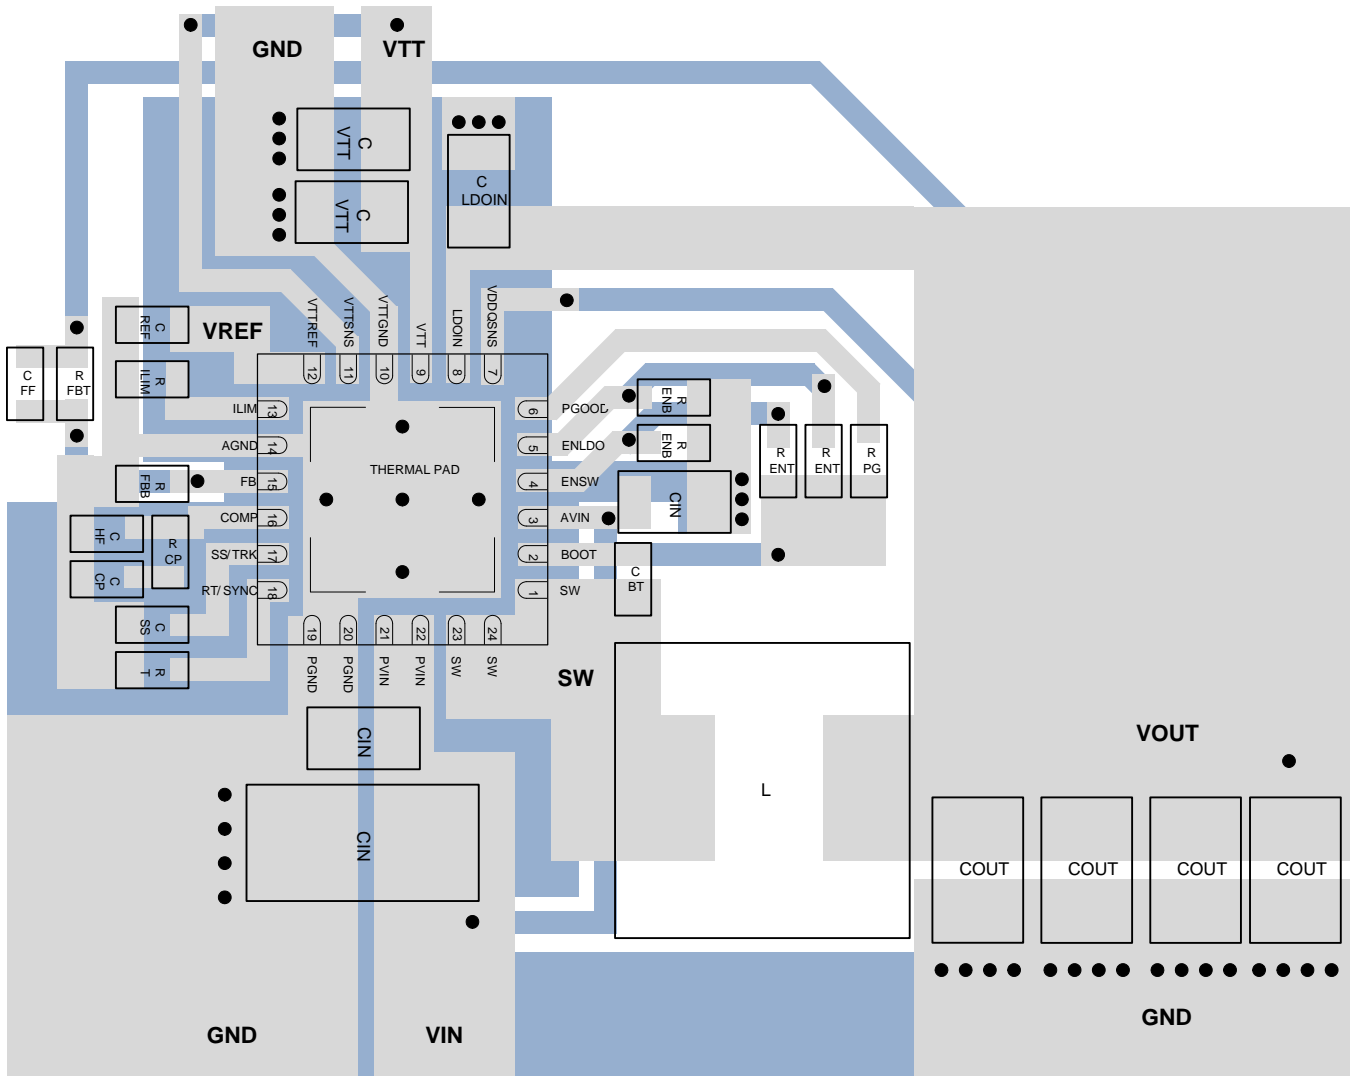 GND
VTT
C
VTT
C
VTT
C
LDOIN
VTTREF
VTTSNS
VTTGND
VTT
LDOIN
VDDQSNS
C
REF
VREF
R
ILIM
C
FF
R
FBT
12
11
10
9
8
7
ILIM
13
AGND
14
FB
15
COMP
16
SS/TRK
17
RT/SYNC
18
THERMAL PAD
6
PGOOD
5
ENLDO
4
ENSW
3
AVIN
2
BOOT
1
SW
R
ENB
R
ENB
R
ENT
R
ENT
R
PG
CIN
C
BT
R
FBB
C
HF
R
CP
C
CP
C
SS
R
T
19
20
21
22
23
24
PGND
PGND
PVIN
PVIN
SW
SW
SW
CIN
CIN
L
VOUT
COUT
COUT
COUT
COUT
GND
VIN
GND